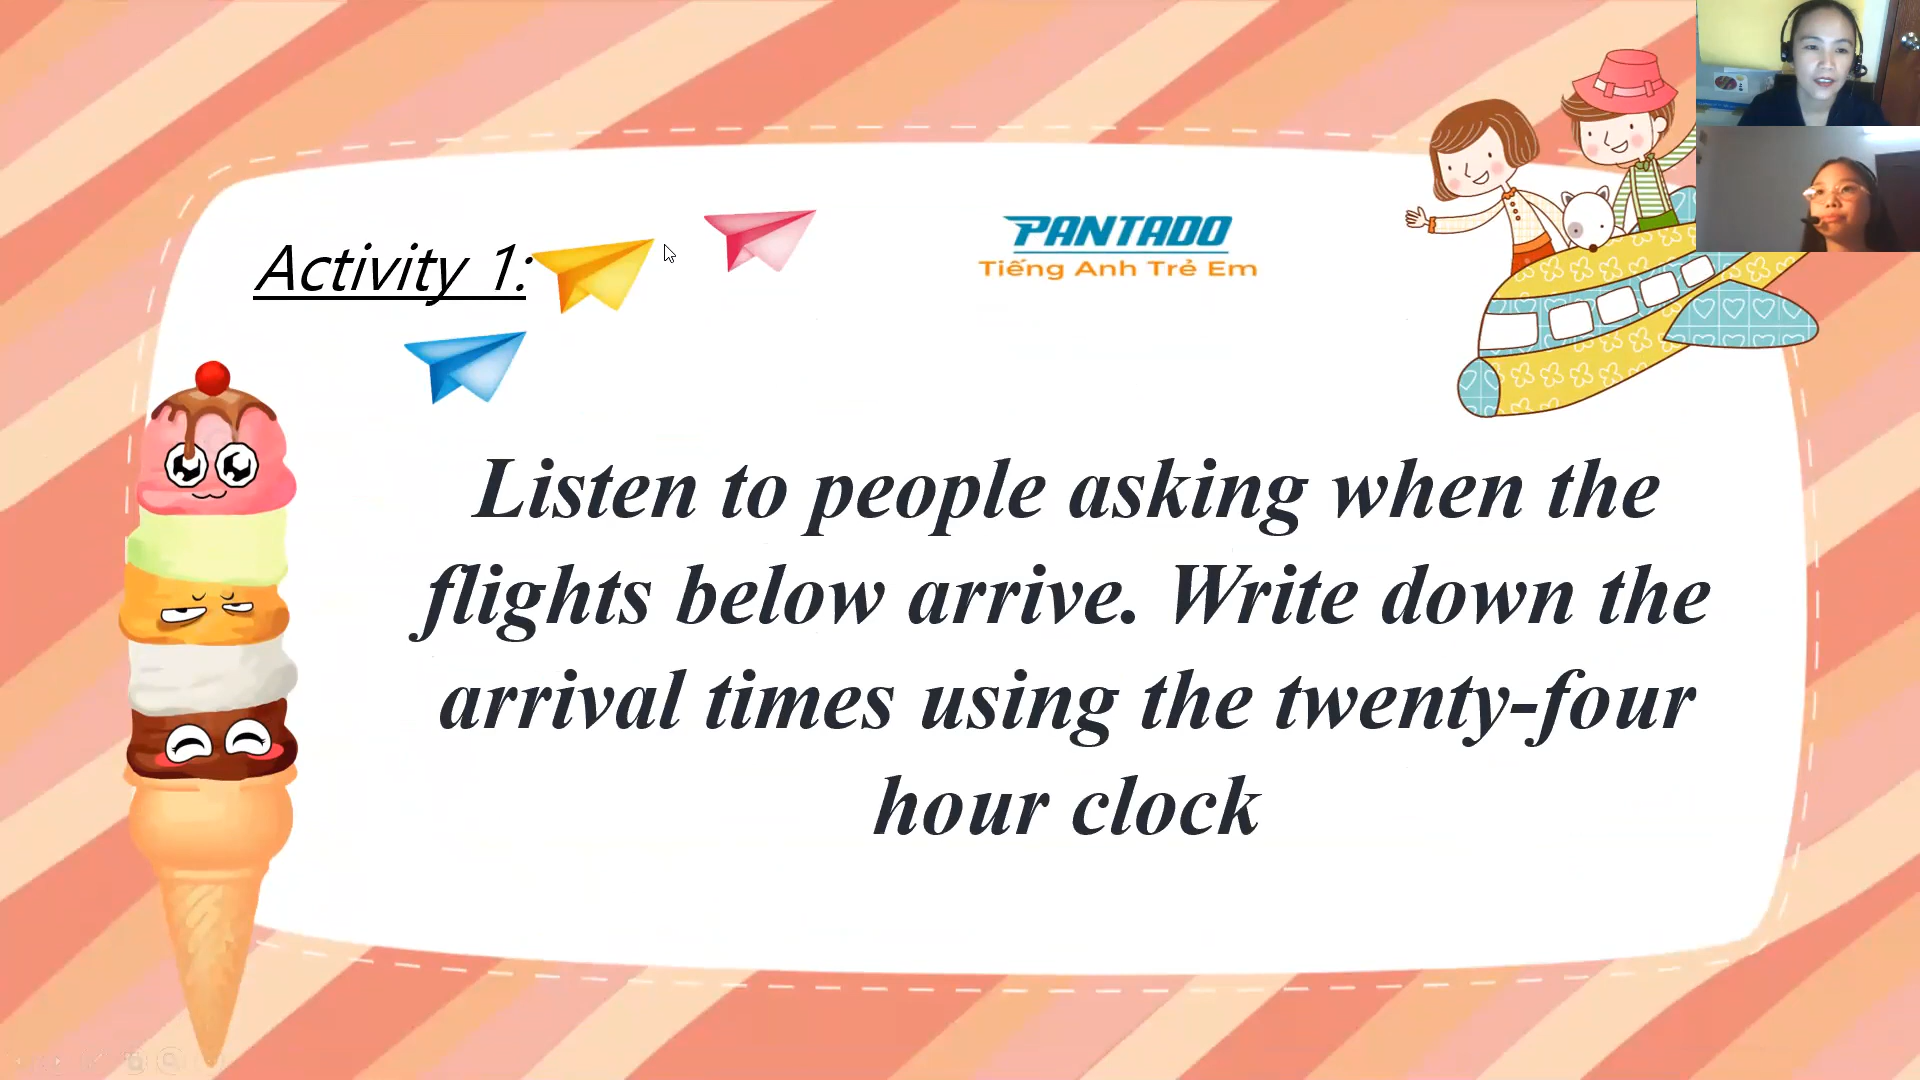 Activity 1:
PANTADO
Tiếng Anh Trẻ Em
Listen to people asking when the
flights below arrive. Write down the
arrival times using the twenty-four
hour clock